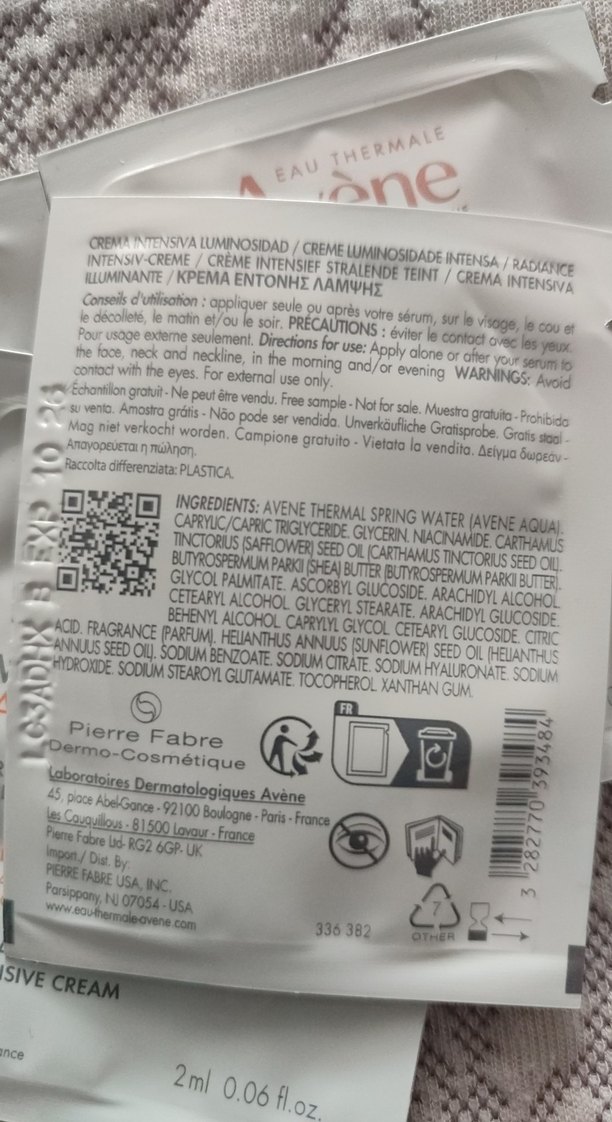 EAU THERMALE
Avène
CREMA INTENSIVA LUMINOSIDAD / CREME LUMINOSIDADE INTENSA / RADIANCE
INTENSIV-CREME / CRÈME INTENSIEF STRALENDE TEINT / CREMA INTENSIVA
ILLUMINANTE / ΚΡΕΜΑ ΕΝΤΟΝΗΣ ΛΑΜΨΗΣ
Conseils d'utilisation : appliquer seule ou après votre sérum, sur le visage, le cou et
le décolleté, le matin et/ou le soir. PRÉCAUTIONS : éviter le contact avec les yeux.
Pour usage externe seulement. Directions for use: Apply alone or after your serum to
the face, neck and neckline, in the morning and/or evening WARNINGS: Avoid
contact with the eyes. For external use only.
Échantillon gratuit - Ne peut être vendu. Free sample - Not for sale. Muestra gratuita - Prohibida
su venta. Amostra grátis - Não pode ser vendida. Unverkäufliche Gratisprobe. Gratis staal -
Mag niet verkocht worden. Campione gratuito - Vietata la vendita. Δείγμα δωρεάν -
Απαγορεύεται η πώληση.
Raccolta differenziata: PLASTICA.
INGREDIENTS: AVENE THERMAL SPRING WATER (AVENE AQUA).
CAPRYLIC/CAPRIC TRIGLYCERIDE. GLYCERIN. NIACINAMIDE. CARTHAMUS
TINCTORIUS (SAFFLOWER) SEED OIL (CARTHAMUS TINCTORIUS SEED OIL).
BUTYROSPERMUM PARKII (SHEA) BUTTER (BUTYROSPERMUM PARKII BUTTER).
GLYCOL PALMITATE. ASCORBYL GLUCOSIDE. ARACHIDYL ALCOHOL.
CETEARYL ALCOHOL. GLYCERYL STEARATE. ARACHIDYL GLUCOSIDE.
BEHENYL ALCOHOL. CAPRYLYL GLYCOL. CETEARYL GLUCOSIDE. CITRIC
ACID. FRAGRANCE (PARFUM). HELIANTHUS ANNUUS (SUNFLOWER) SEED OIL (HELIANTHUS
ANNUUS SEED OIL). SODIUM BENZOATE. SODIUM CITRATE. SODIUM HYALURONATE. SODIUM
HYDROXIDE. SODIUM STEAROYL GLUTAMATE. TOCOPHEROL. XANTHAN GUM.
EXP 10 26
FR
Pierre Fabre
Dermo-Cosmétique
Laboratoires Dermatologiques Avène
45, place Abel-Gance - 92100 Boulogne - Paris - France
Les Cauquillous - 81500 Lavaur - France
Pierre Fabre Ltd- RG2 6GP- UK
Import./ Dist. By:
PIERRE FABRE USA, INC.
Parsippany, NJ 07054 - USA
www.eau-thermale-avene.com
336 382
7
OTHER
3 282770 393484
SIVE CREAM
ance
2ml 0.06 fl.oz.